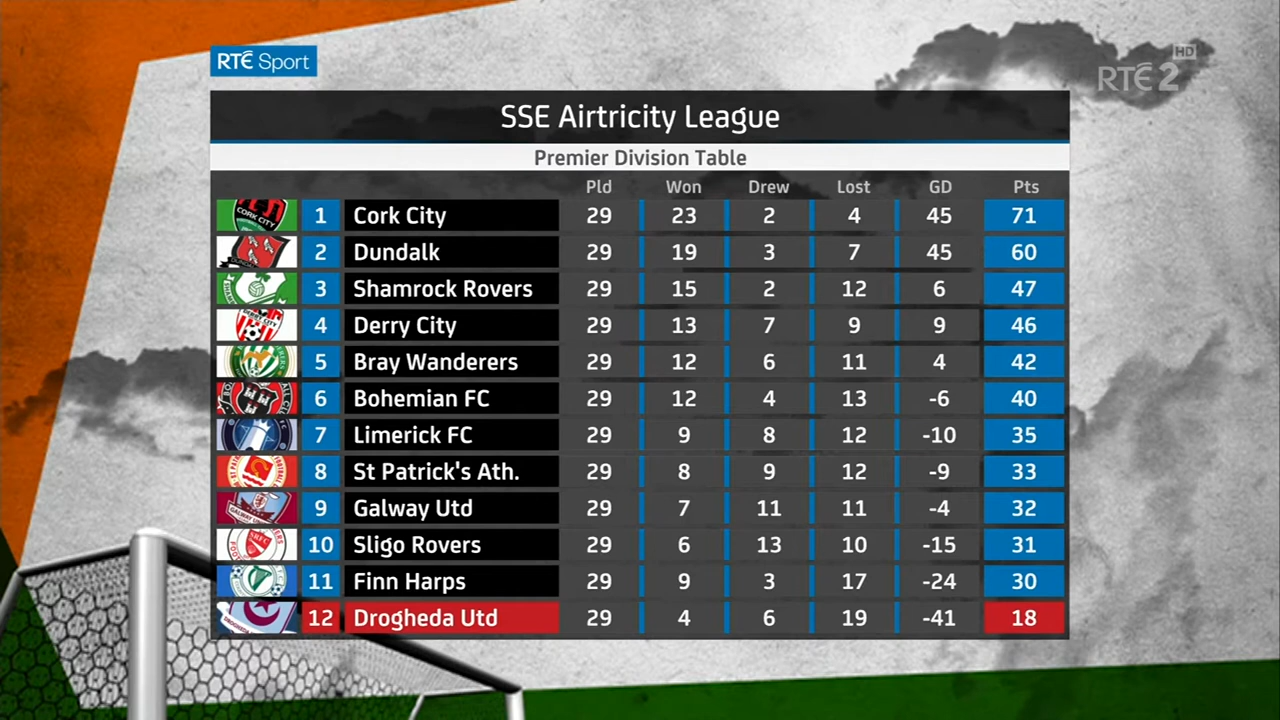 RTÉ Sport
RTÉ 2 HD
SSE Airtricity League
Premier Division Table
Pld Won Drew Lost GD Pts
1 Cork City 29 23 2 4 45 71
2 Dundalk 29 19 3 7 45 60
3 Shamrock Rovers 29 15 2 12 6 47
4 Derry City 29 13 7 9 9 46
5 Bray Wanderers 29 12 6 11 4 42
6 Bohemian FC 29 12 4 13 -6 40
7 Limerick FC 29 9 8 12 -10 35
8 St Patrick's Ath. 29 8 9 12 -9 33
9 Galway Utd 29 7 11 11 -4 32
10 Sligo Rovers 29 6 13 10 -15 31
11 Finn Harps 29 9 3 17 -24 30
12 Drogheda Utd 29 4 6 19 -41 18